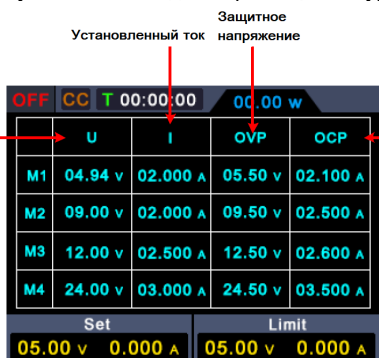 Защитное
Установленный ток напряжение
OFF CC T 00:00:00 00.00 W
U I OVP OCP
M1 04.94 V 02.000 A 05.50 V 02.100 A
M2 09.00 V 02.000 A 09.50 V 02.500 A
M3 12.00 V 02.500 A 12.50 V 02.600 A
M4 24.00 V 03.000 A 24.50 V 03.500 A
Set Limit
05.00 V 0.000 A 05.00 V 0.000 A